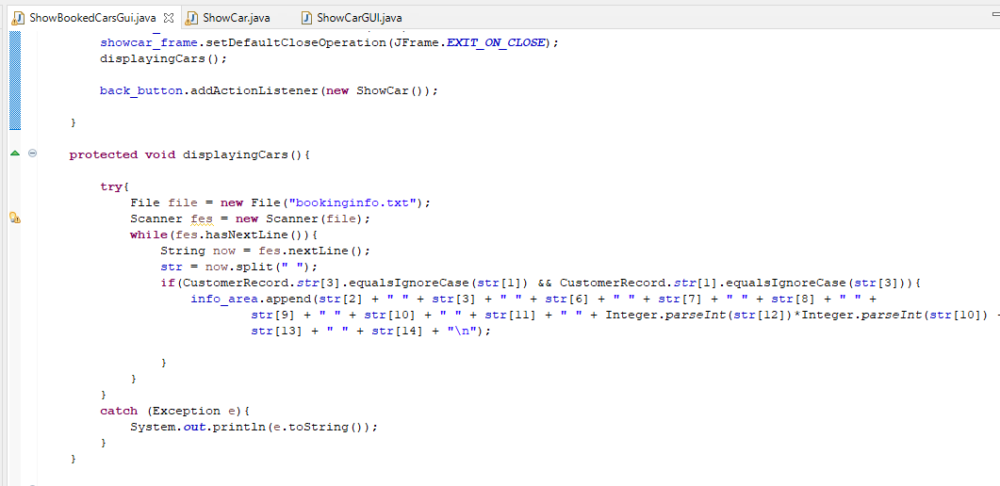 ShowBookedCarsGui.java ShowCar.java ShowCarGUI.java
showcar_frame.setDefaultCloseOperation(JFrame.EXIT_ON_CLOSE);
displayingCars();
back_button.addActionListener(new ShowCar());
}
protected void displayingCars(){
try{
File file = new File("bookinginfo.txt");
Scanner fes = new Scanner(file);
while(fes.hasNextLine()){
String now = fes.nextLine();
str = now.split(" ");
if(CustomerRecord.str[3].equalsIgnoreCase(str[1]) && CustomerRecord.str[1].equalsIgnoreCase(str[3])){
info_area.append(str[2] + " " + str[3] + " " + str[6] + " " + str[7] + " " + str[8] + " " +
str[9] + " " + str[10] + " " + str[11] + " " + Integer.parseInt(str[12])*Integer.parseInt(str[10]) +
str[13] + " " + str[14] + "\n");
}
}
}
catch (Exception e){
System.out.println(e.toString());
}
}